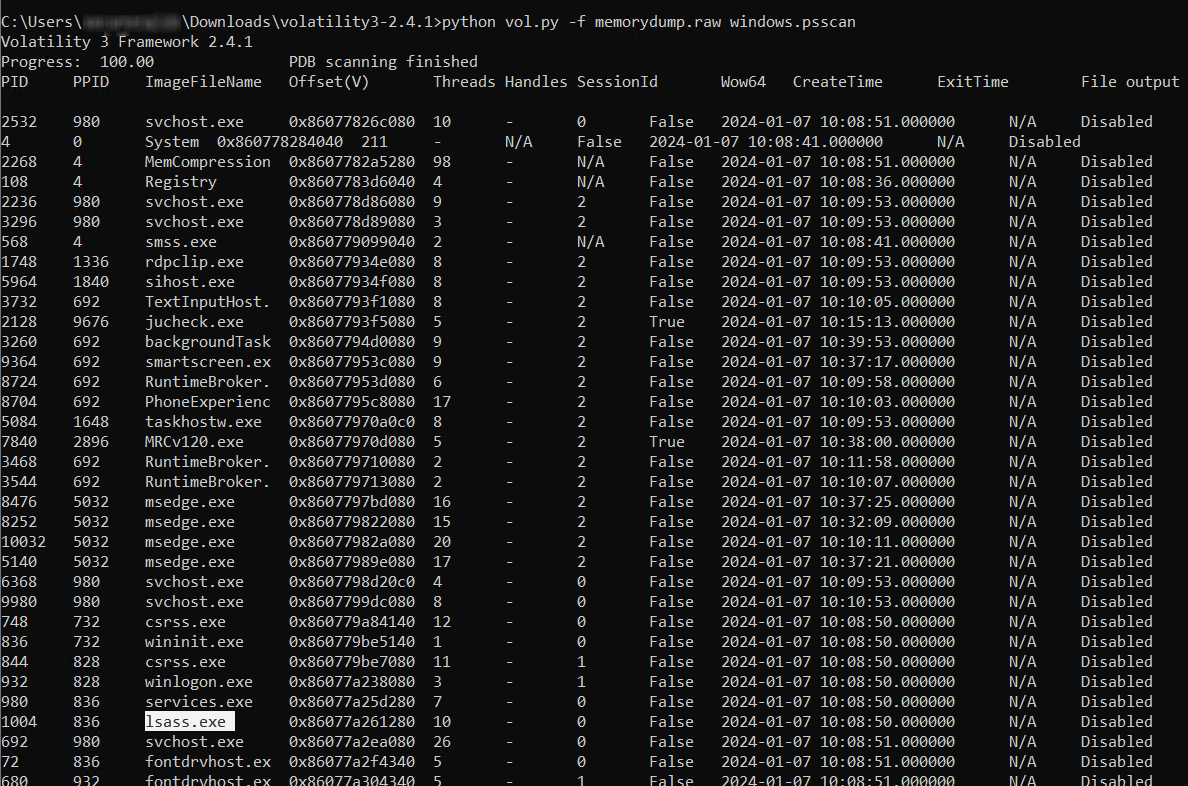 C:\Users\ \Downloads\volatility3-2.4.1>python vol.py -f memorydump.raw windows.psscan
Volatility 3 Framework 2.4.1
Progress: 100.00 PDB scanning finished
PID PPID ImageFileName Offset(V) Threads Handles SessionId Wow64 CreateTime ExitTime File output
2532 980 svchost.exe 0x86077826c080 10 - 0 False 2024-01-07 10:08:51.000000 N/A Disabled
4 0 System 0x860778284040 211 - N/A False 2024-01-07 10:08:41.000000 N/A Disabled
2268 4 MemCompression 0x8607782a5280 98 - N/A False 2024-01-07 10:08:51.000000 N/A Disabled
108 4 Registry 0x8607783d6040 4 - N/A False 2024-01-07 10:08:36.000000 N/A Disabled
2236 980 svchost.exe 0x860778d86080 9 - 2 False 2024-01-07 10:09:53.000000 N/A Disabled
3296 980 svchost.exe 0x860778d89080 3 - 2 False 2024-01-07 10:09:53.000000 N/A Disabled
568 4 smss.exe 0x860779099040 2 - N/A False 2024-01-07 10:08:41.000000 N/A Disabled
1748 1336 rdpclip.exe 0x86077934e080 8 - 2 False 2024-01-07 10:09:53.000000 N/A Disabled
5964 1840 sihost.exe 0x86077934f080 8 - 2 False 2024-01-07 10:09:53.000000 N/A Disabled
3732 692 TextInputHost. 0x8607793f1080 8 - 2 False 2024-01-07 10:10:05.000000 N/A Disabled
2128 9676 jucheck.exe 0x8607793f5080 5 - 2 True 2024-01-07 10:15:13.000000 N/A Disabled
3260 692 backgroundTask 0x8607794d0080 9 - 2 False 2024-01-07 10:39:53.000000 N/A Disabled
9364 692 smartscreen.ex 0x86077953c080 9 - 2 False 2024-01-07 10:37:17.000000 N/A Disabled
8724 692 RuntimeBroker. 0x86077953d080 6 - 2 False 2024-01-07 10:09:58.000000 N/A Disabled
8704 692 PhoneExperienc 0x8607795c8080 17 - 2 False 2024-01-07 10:10:03.000000 N/A Disabled
5084 1648 taskhostw.exe 0x86077970a0c0 8 - 2 False 2024-01-07 10:09:53.000000 N/A Disabled
7840 2896 MRCv120.exe 0x86077970d080 5 - 2 True 2024-01-07 10:38:00.000000 N/A Disabled
3468 692 RuntimeBroker. 0x860779710080 2 - 2 False 2024-01-07 10:11:58.000000 N/A Disabled
3544 692 RuntimeBroker. 0x860779713080 2 - 2 False 2024-01-07 10:10:07.000000 N/A Disabled
8476 5032 msedge.exe 0x8607797bd080 16 - 2 False 2024-01-07 10:37:25.000000 N/A Disabled
8252 5032 msedge.exe 0x860779822080 15 - 2 False 2024-01-07 10:32:09.000000 N/A Disabled
10032 5032 msedge.exe 0x86077982a080 20 - 2 False 2024-01-07 10:10:11.000000 N/A Disabled
5140 5032 msedge.exe 0x86077989e080 17 - 2 False 2024-01-07 10:37:21.000000 N/A Disabled
6368 980 svchost.exe 0x8607798d20c0 4 - 0 False 2024-01-07 10:09:53.000000 N/A Disabled
9980 980 svchost.exe 0x8607799dc080 8 - 0 False 2024-01-07 10:10:53.000000 N/A Disabled
748 732 csrss.exe 0x860779a84140 12 - 0 False 2024-01-07 10:08:50.000000 N/A Disabled
836 732 wininit.exe 0x860779be5140 1 - 0 False 2024-01-07 10:08:50.000000 N/A Disabled
844 828 csrss.exe 0x860779be7080 11 - 1 False 2024-01-07 10:08:50.000000 N/A Disabled
932 828 winlogon.exe 0x86077a238080 3 - 1 False 2024-01-07 10:08:50.000000 N/A Disabled
980 836 services.exe 0x86077a25d280 7 - 0 False 2024-01-07 10:08:50.000000 N/A Disabled
1004 836 lsass.exe 0x86077a261280 10 - 0 False 2024-01-07 10:08:50.000000 N/A Disabled
692 980 svchost.exe 0x86077a2ea080 26 - 0 False 2024-01-07 10:08:51.000000 N/A Disabled
72 836 fontdrvhost.ex 0x86077a2f4340 5 - 0 False 2024-01-07 10:08:51.000000 N/A Disabled
680 932 fontdrvhost.ex 0x86077a304340 5 - 1 False 2024-01-07 10:08:51.000000 N/A Disabled